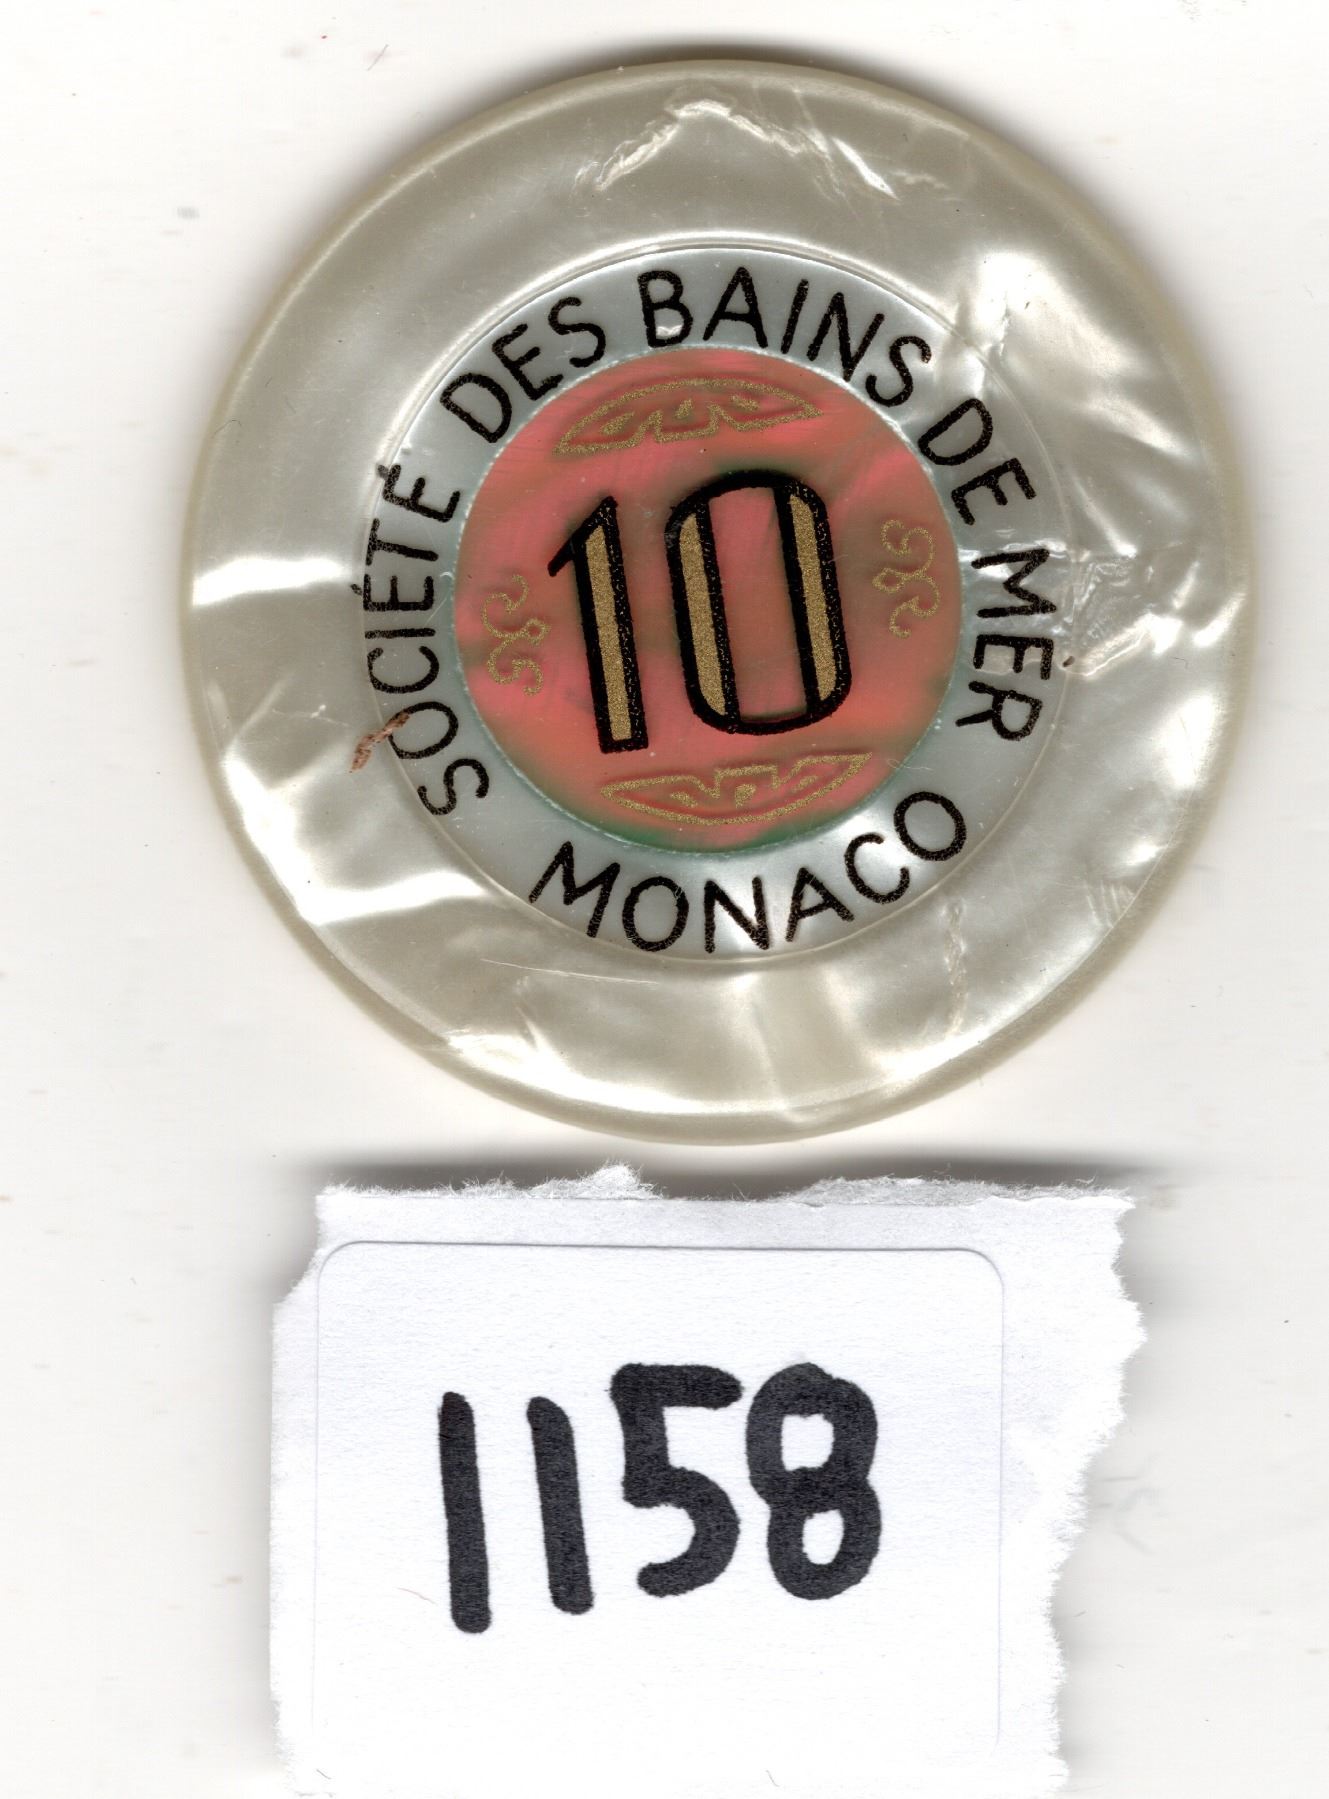 SOCIÉTÉ DES BAINS DE MER
10
MONACO
1158